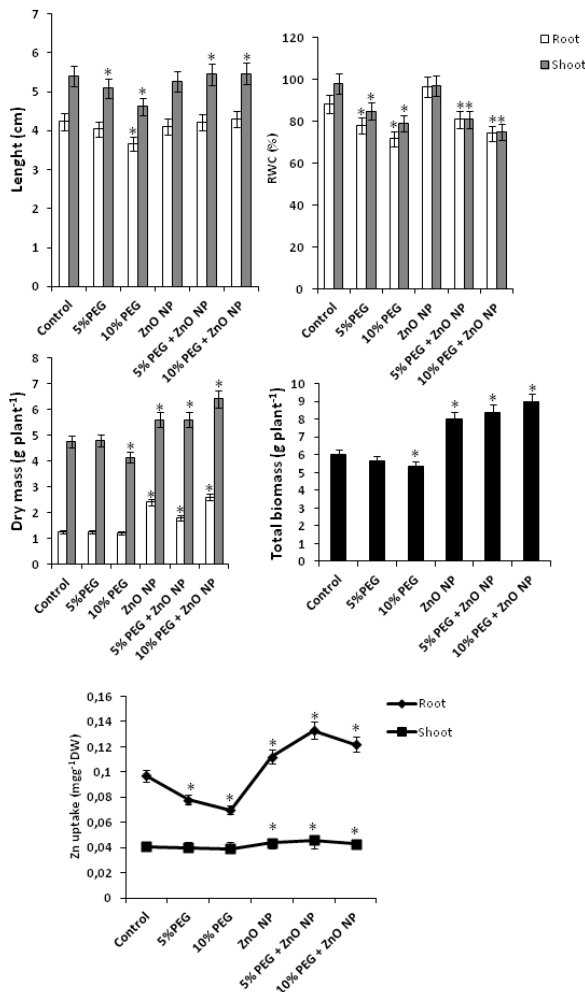 Lenght (cm)
7
6
5
4
3
2
1
0
* * * * *
Control
5%PEG
10% PEG
ZnO NP
5% PEG + ZnO NP
10% PEG + ZnO NP
RWC (%)
120
100
80
60
40
20
0
* * * * ** **
Control
5%PEG
10% PEG
ZnO NP
5% PEG + ZnO NP
10% PEG + ZnO NP
Root
Shoot
Dry mass (g plant-1)
8
7
6
5
4
3
2
1
0
* * * * * * *
Control
5%PEG
10% PEG
ZnO NP
5% PEG + ZnO NP
10% PEG + ZnO NP
Total biomass (g plant-1)
10
9
8
7
6
5
4
3
2
1
0
* * * *
Control
5%PEG
10% PEG
ZnO NP
5% PEG + ZnO NP
10% PEG + ZnO NP
Zn uptake (mgg-1DW)
0,16
0,14
0,12
0,1
0,08
0,06
0,04
0,02
0
* * * * *
* * *
Control
5%PEG
10% PEG
ZnO NP
5% PEG + ZnO NP
10% PEG + ZnO NP
Root
Shoot